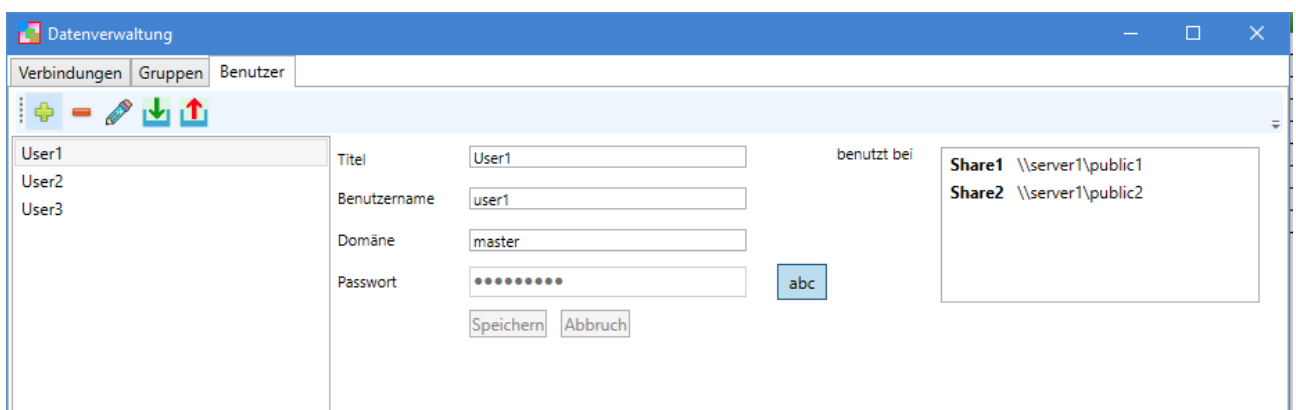 Datenverwaltung
Verbindungen Gruppen Benutzer
User1
User2
User3
Titel User1
Benutzername user1
Domäne master
Passwort ●●●●●●●●● abc
Speichern Abbruch
benutzt bei
Share1 \\server1\public1
Share2 \\server1\public2